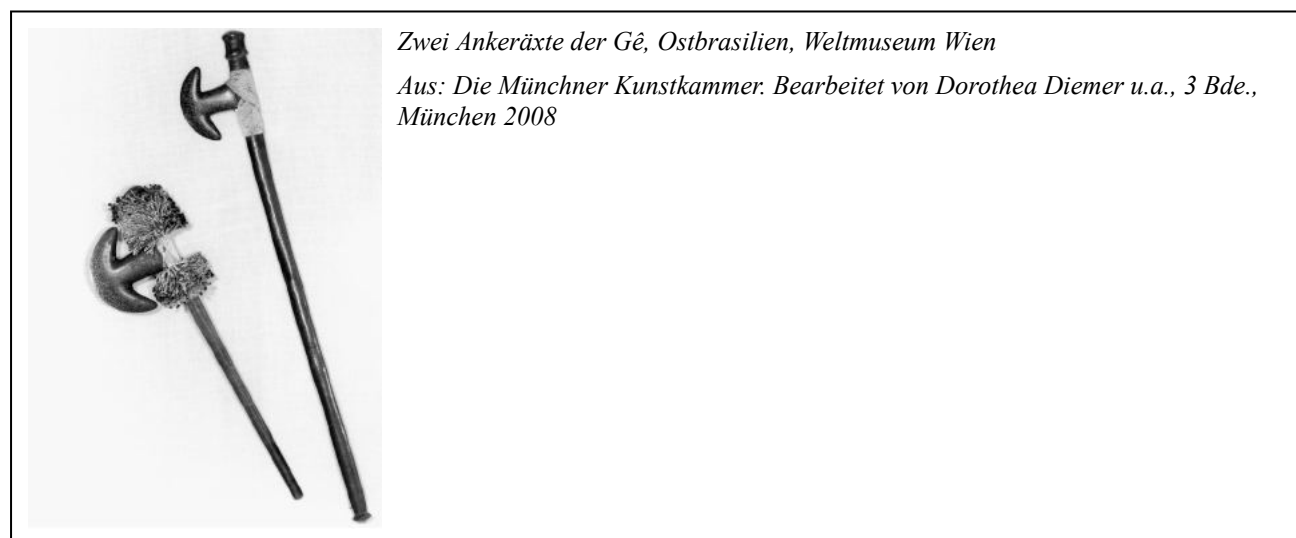 Zwei Ankeräxte der Gê, Ostbrasilien, Weltmuseum Wien
Aus: Die Münchner Kunstkammer. Bearbeitet von Dorothea Diemer u.a., 3 Bde.,
München 2008